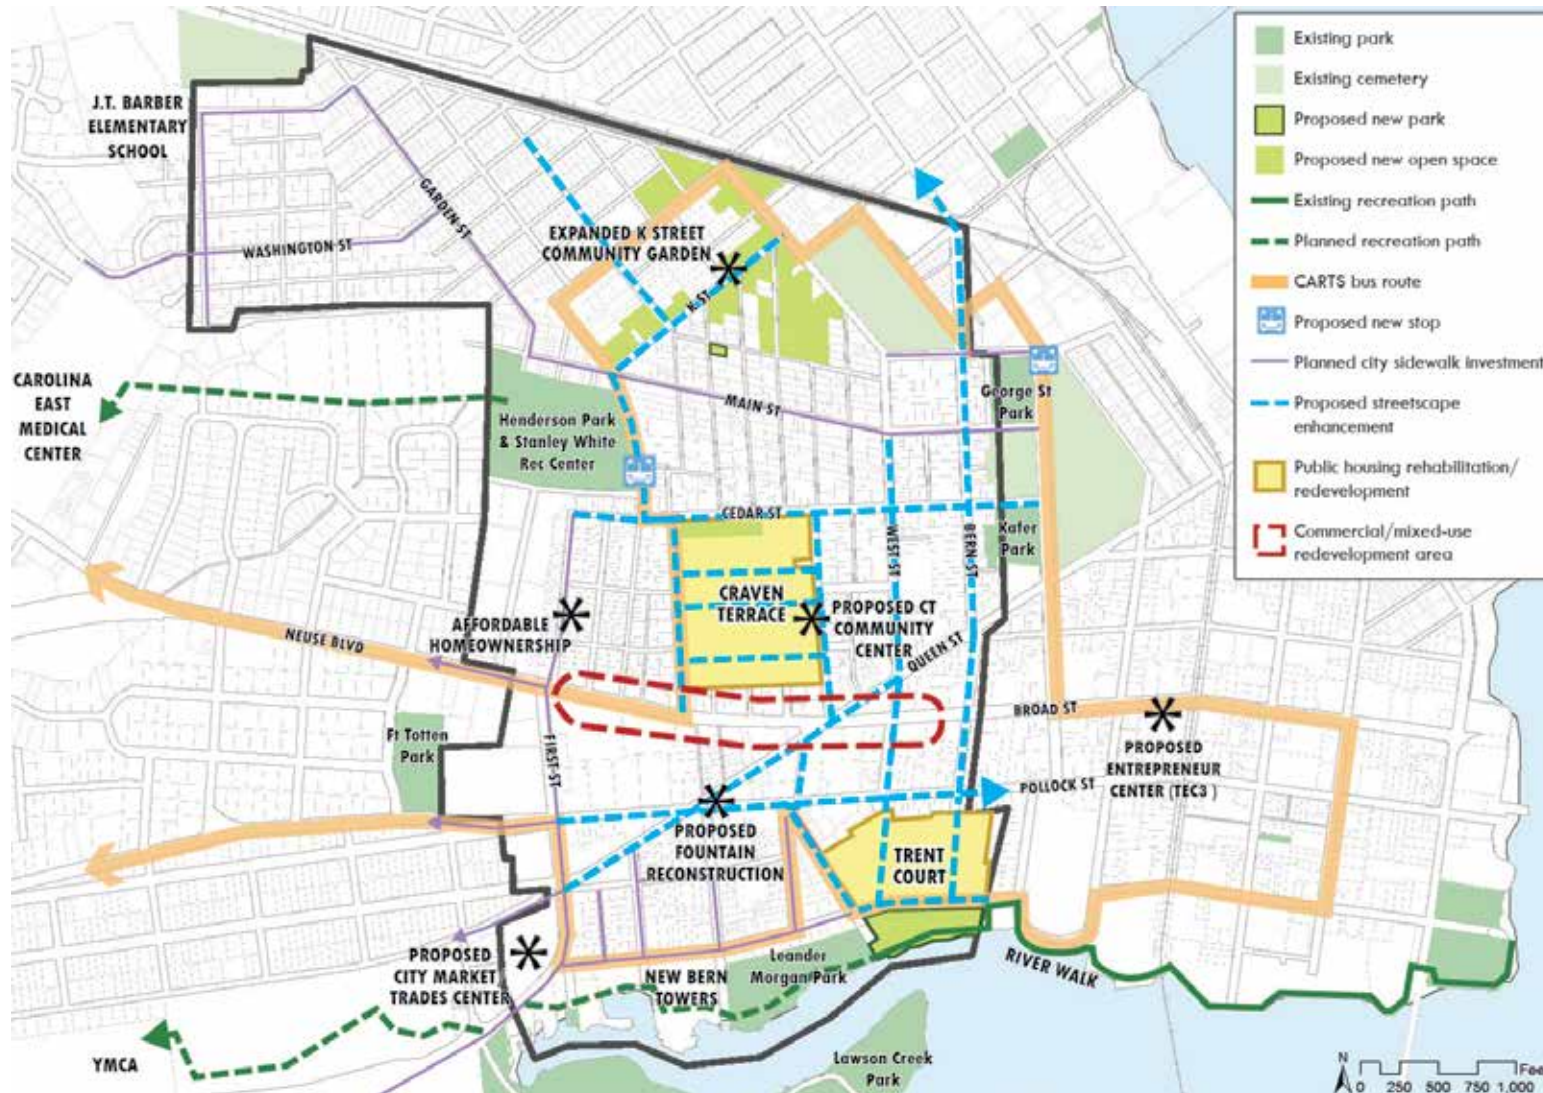 J.T. BARBER
ELEMENTARY
SCHOOL
GARDEN ST
WASHINGTON ST
EXPANDED K STREET
COMMUNITY GARDEN
K ST
CAROLINA
EAST
MEDICAL
CENTER
Henderson Park
& Stanley White
Rec Center
MAIN ST
George St
Park
CEDAR ST
WEST ST
BERN ST
Kafer
Park
CRAVEN
TERRACE
AFFORDABLE
HOMEOWNERSHIP
PROPOSED CT
COMMUNITY
CENTER
QUEEN ST
NEUSE BLVD
BROAD ST
Ft Totten
Park
FIRST ST
PROPOSED
ENTREPRENEUR
CENTER (TEC3 )
POLLOCK ST
PROPOSED
FOUNTAIN
RECONSTRUCTION
TRENT
COURT
PROPOSED
CITY MARKET
TRADES CENTER
NEW BERN
TOWERS
Leander
Morgan Park
RIVER WALK
YMCA
Lawson Creek
Park
Existing park
Existing cemetery
Proposed new park
Proposed new open space
Existing recreation path
Planned recreation path
CARTS bus route
Proposed new stop
Planned city sidewalk investment
Proposed streetscape
enhancement
Public housing rehabilitation/
redevelopment
Commercial/mixed-use
redevelopment area
N
Fee
0 250 500 750 1,000